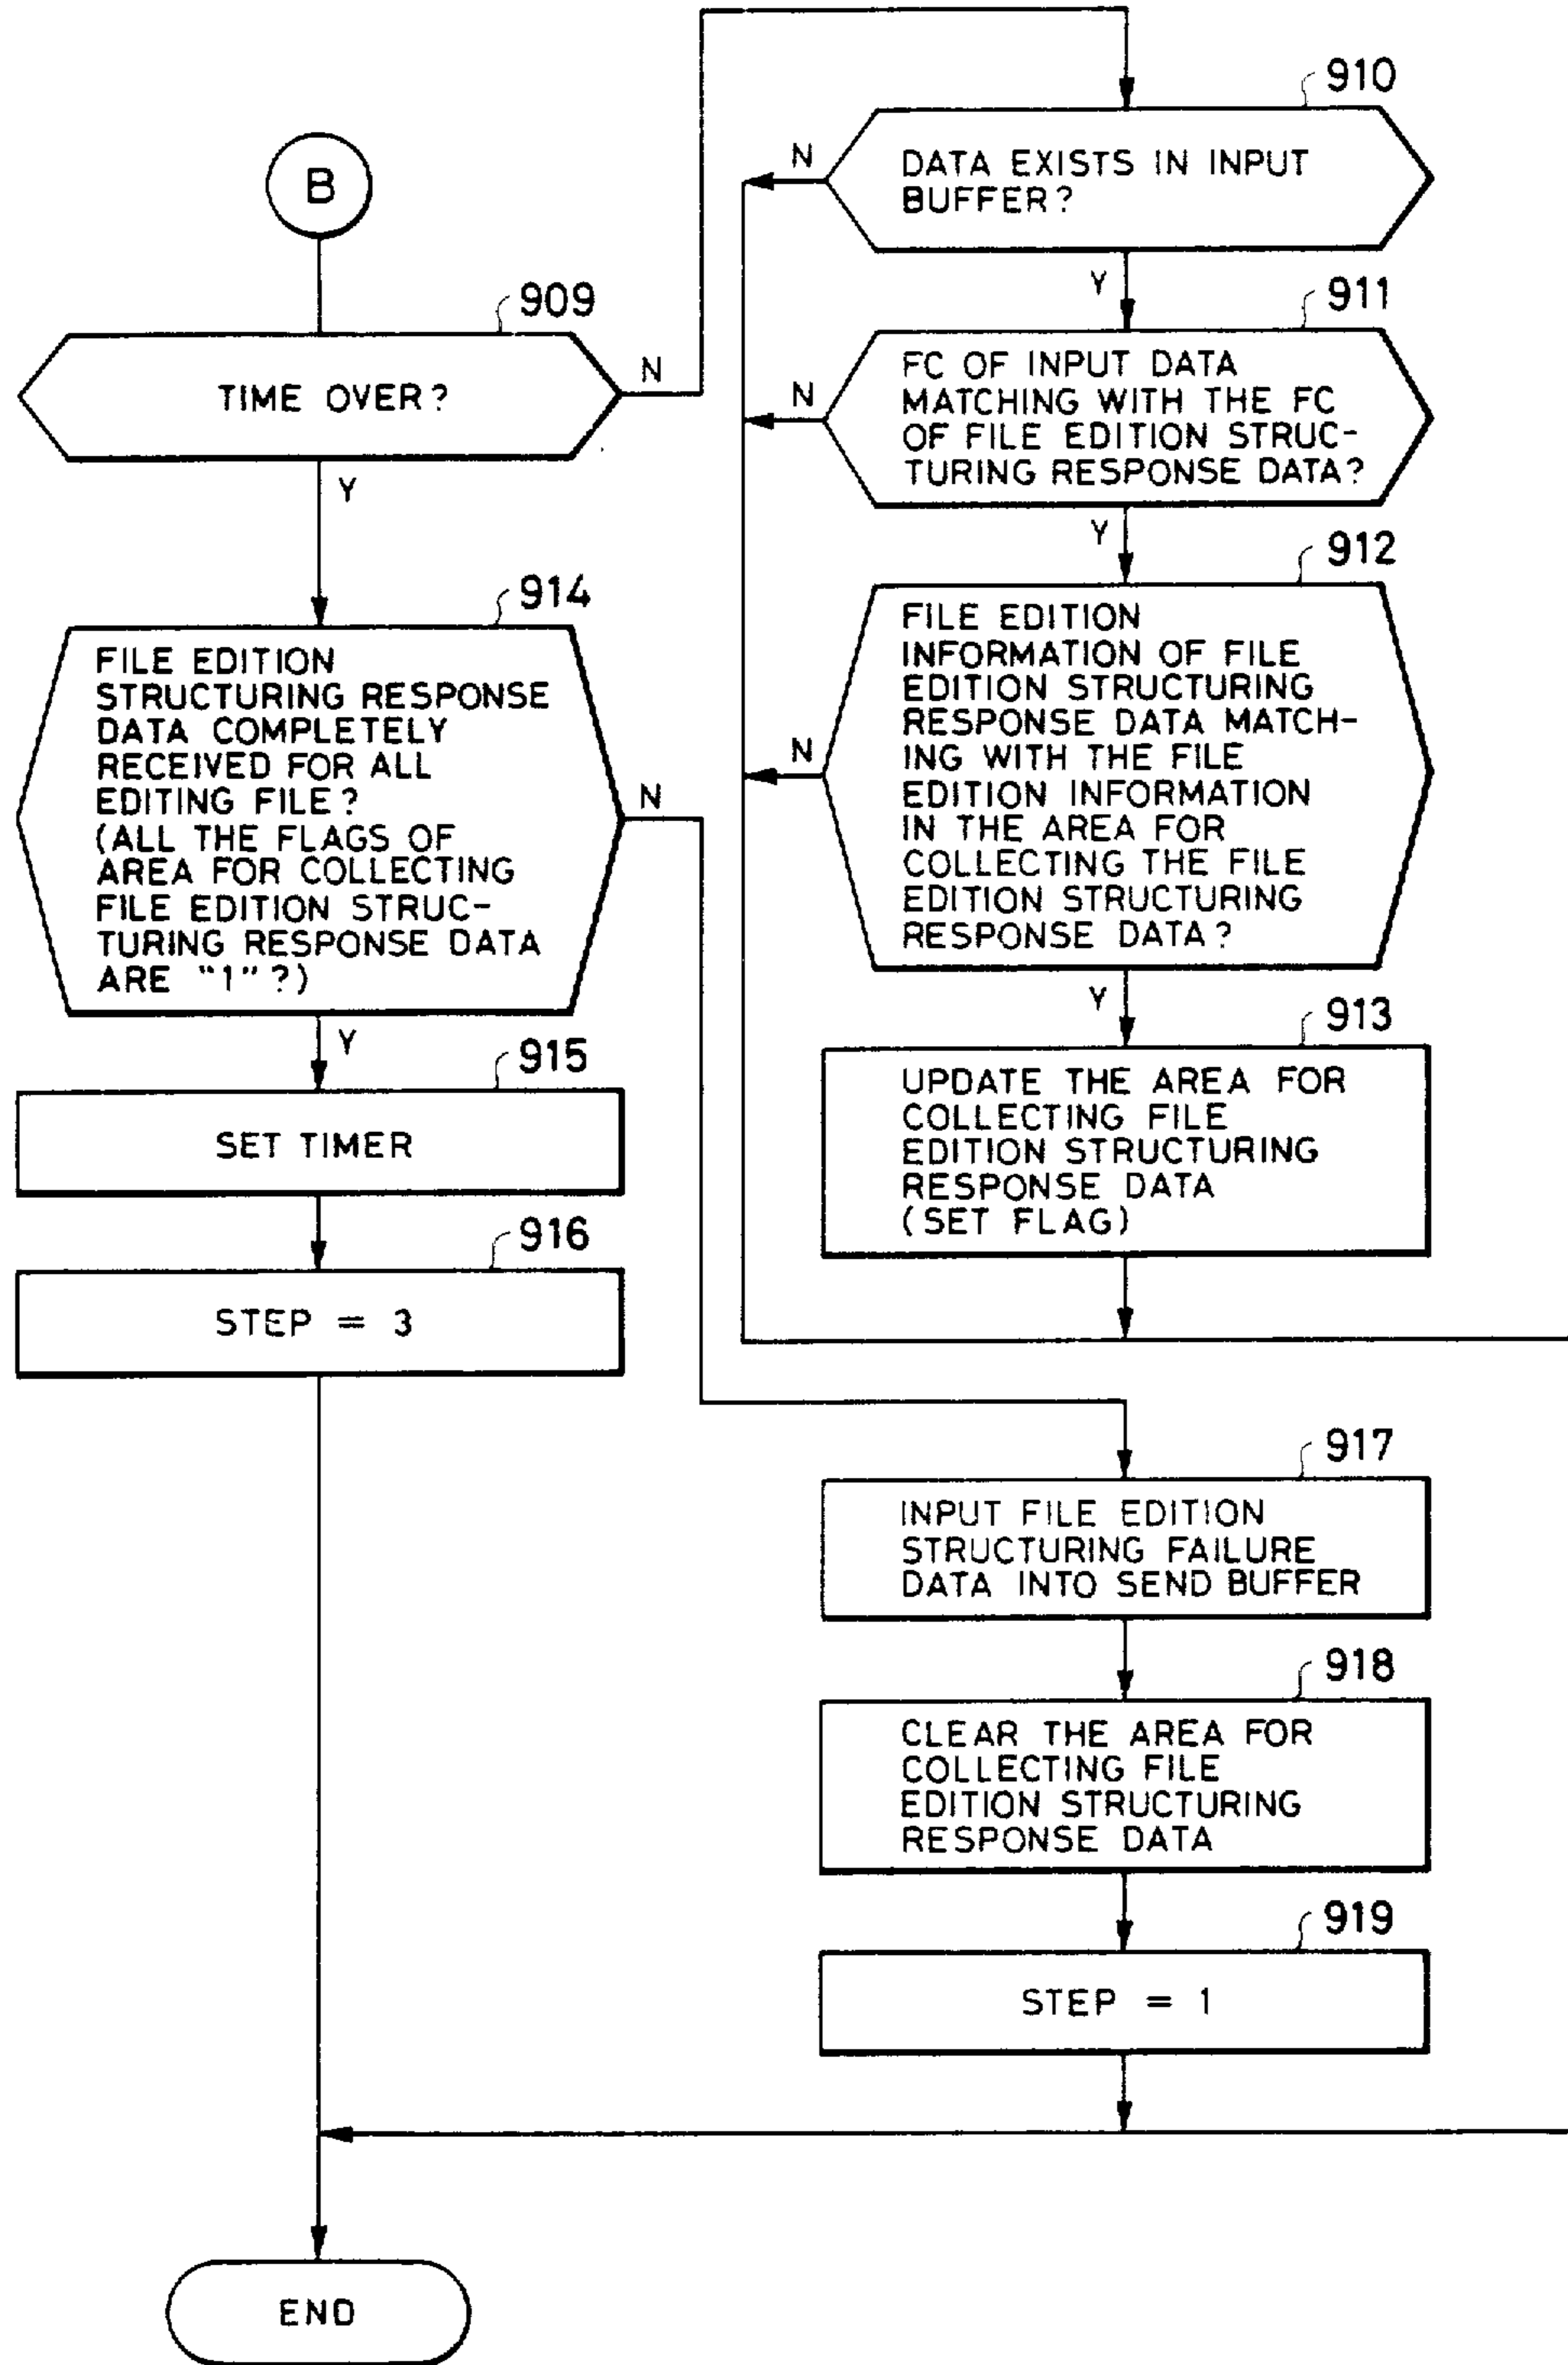 B
909
TIME OVER?
N
Y
914
FILE EDITION
STRUCTURING RESPONSE
DATA COMPLETELY
RECEIVED FOR ALL
EDITING FILE?
(ALL THE FLAGS OF
AREA FOR COLLECTING
FILE EDITION STRUC-
TURING RESPONSE DATA
ARE "1"?)
N
Y
915
SET TIMER
916
STEP = 3
910
DATA EXISTS IN INPUT
BUFFER?
N
Y
911
FC OF INPUT DATA
MATCHING WITH THE FC
OF FILE EDITION STRUC-
TURING RESPONSE DATA?
N
Y
912
FILE EDITION
INFORMATION OF FILE
EDITION STRUCTURING
RESPONSE DATA MATCH-
ING WITH THE FILE
EDITION INFORMATION
IN THE AREA FOR
COLLECTING THE FILE
EDITION STRUCTURING
RESPONSE DATA?
N
Y
913
UPDATE THE AREA FOR
COLLECTING FILE
EDITION STRUCTURING
RESPONSE DATA
(SET FLAG)
917
INPUT FILE EDITION
STRUCTURING FAILURE
DATA INTO SEND BUFFER
918
CLEAR THE AREA FOR
COLLECTING FILE
EDITION STRUCTURING
RESPONSE DATA
919
STEP = 1
END